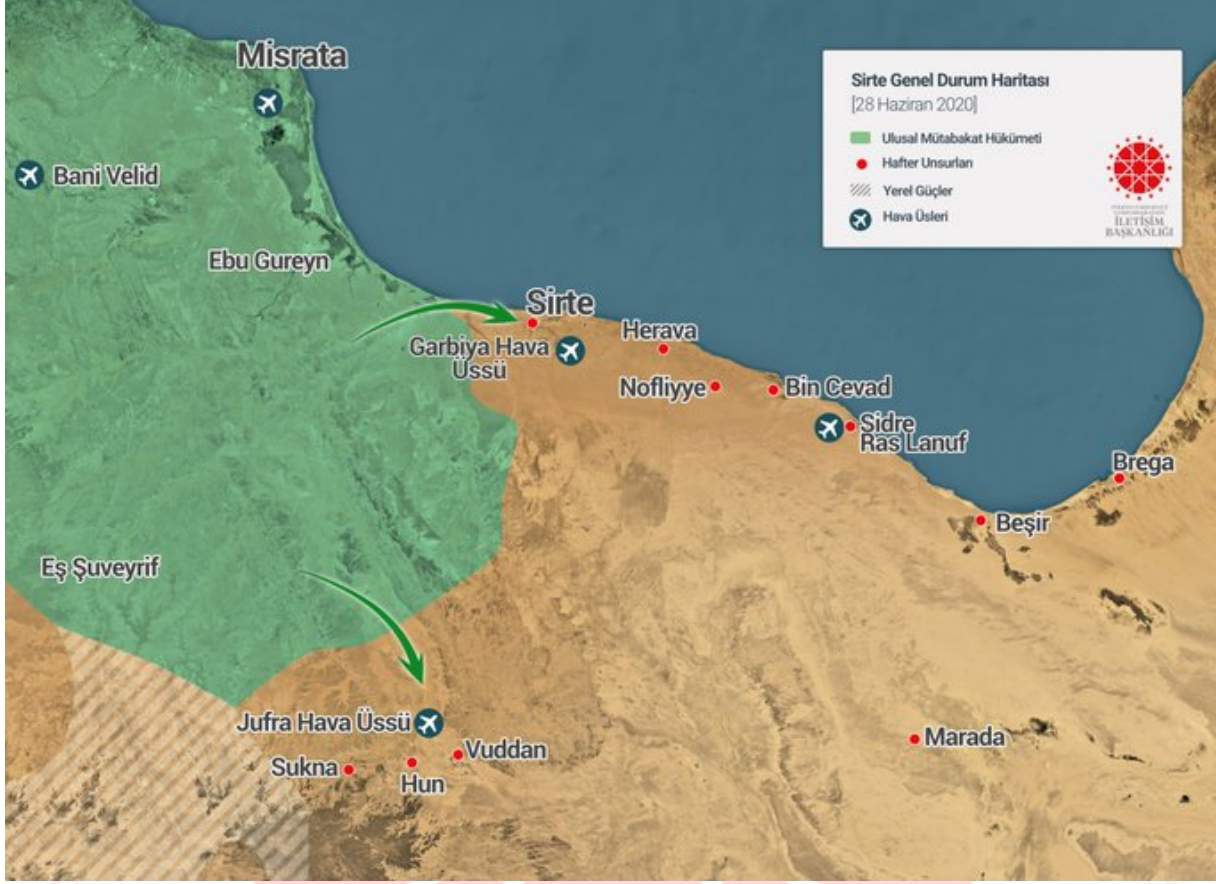 Misrata
Bani Velid
Ebu Gureyn
Sirte
Garbiya Hava
Üssü
Herava
Nofliyye
Bin Cevad
Sidre
Ras Lanuf
Brega
Beşir
Eş Şuveyrif
Jufra Hava Üssü
Vuddan
Sukna
Hun
Marada
Sirte Genel Durum Haritası
[28 Haziran 2020]
Ulusal Mütabakat Hükümeti
Hafter Unsurları
Yerel Güçler
Hava Üsleri
İLETİŞİM
BAŞKANLIĞI